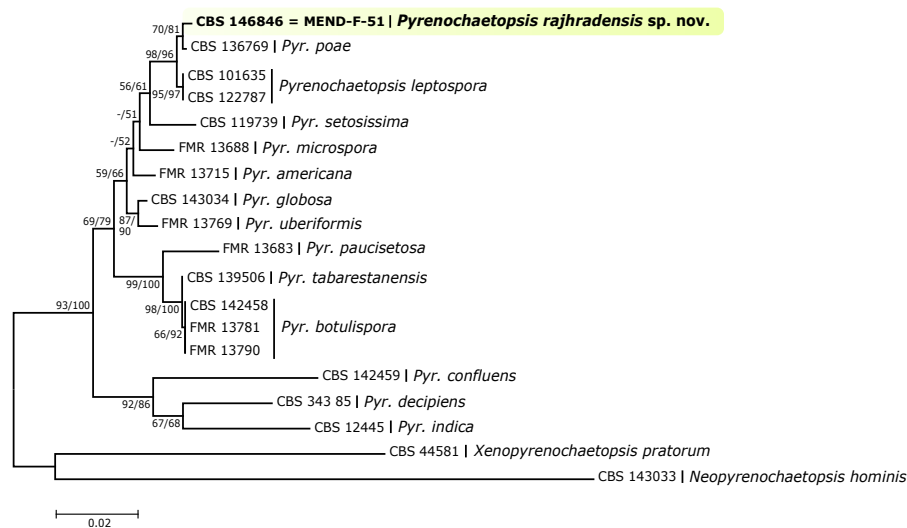 CBS 146846 = MEND-F-51 | Pyrenochaetopsis rajhradensis sp. nov.
70/81
CBS 136769 | Pyr. poae
98/96
CBS 101635
Pyrenochaetopsis leptospora
95/97
CBS 122787
56/61
CBS 119739 | Pyr. setosissima
-/51
FMR 13688 | Pyr. microspora
-/52
FMR 13715 | Pyr. americana
59/66
CBS 143034 | Pyr. globosa
87/
90
FMR 13769 | Pyr. uberiformis
69/79
FMR 13683 | Pyr. paucisetosa
99/100
CBS 139506 | Pyr. tabarestanensis
98/100
CBS 142458
66/92
FMR 13781
Pyr. botulispora
FMR 13790
93/100
CBS 142459 | Pyr. confluens
92/86
CBS 343 85 | Pyr. decipiens
67/68
CBS 12445 | Pyr. indica
CBS 44581 | Xenopyrenochaetopsis pratorum
CBS 143033 | Neopyrenochaetopsis hominis
0.02